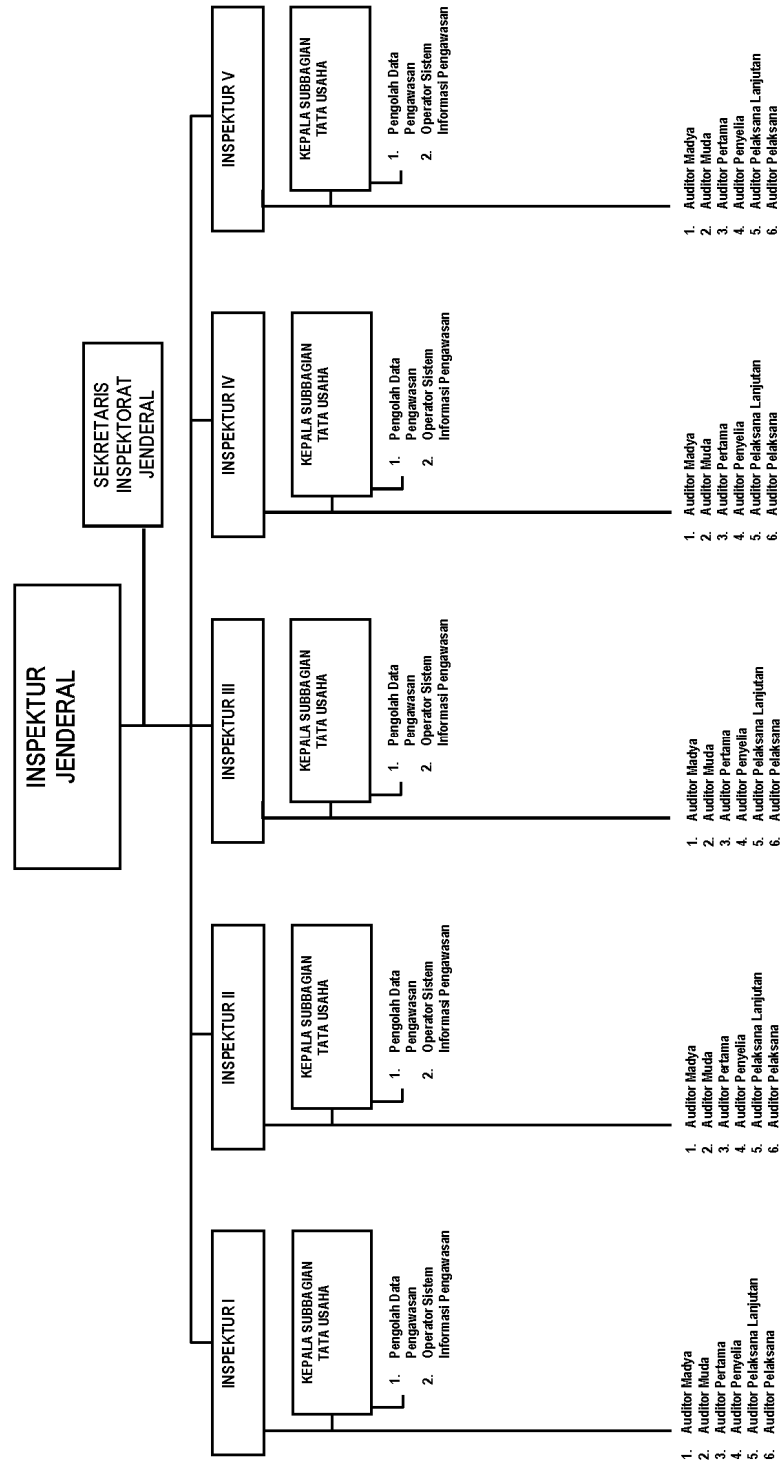 INSPEKTUR
JENDERAL
SEKRETARIS
INSPEKTORAT
JENDERAL
INSPEKTUR I
KEPALA SUBBAGIAN
TATA USAHA
1. Pengolah Data
Pengawasan
2. Operator Sistem
Informasi Pengawasan
1. Auditor Madya
2. Auditor Muda
3. Auditor Pertama
4. Auditor Penyelia
5. Auditor Pelaksana Lanjutan
6. Auditor Pelaksana
INSPEKTUR II
KEPALA SUBBAGIAN
TATA USAHA
1. Pengolah Data
Pengawasan
2. Operator Sistem
Informasi Pengawasan
1. Auditor Madya
2. Auditor Muda
3. Auditor Pertama
4. Auditor Penyelia
5. Auditor Pelaksana Lanjutan
6. Auditor Pelaksana
INSPEKTUR III
KEPALA SUBBAGIAN
TATA USAHA
1. Pengolah Data
Pengawasan
2. Operator Sistem
Informasi Pengawasan
1. Auditor Madya
2. Auditor Muda
3. Auditor Pertama
4. Auditor Penyelia
5. Auditor Pelaksana Lanjutan
6. Auditor Pelaksana
INSPEKTUR IV
KEPALA SUBBAGIAN
TATA USAHA
1. Pengolah Data
Pengawasan
2. Operator Sistem
Informasi Pengawasan
1. Auditor Madya
2. Auditor Muda
3. Auditor Pertama
4. Auditor Penyelia
5. Auditor Pelaksana Lanjutan
6. Auditor Pelaksana
INSPEKTUR V
KEPALA SUBBAGIAN
TATA USAHA
1. Pengolah Data
Pengawasan
2. Operator Sistem
Informasi Pengawasan
1. Auditor Madya
2. Auditor Muda
3. Auditor Pertama
4. Auditor Penyelia
5. Auditor Pelaksana Lanjutan
6. Auditor Pelaksana